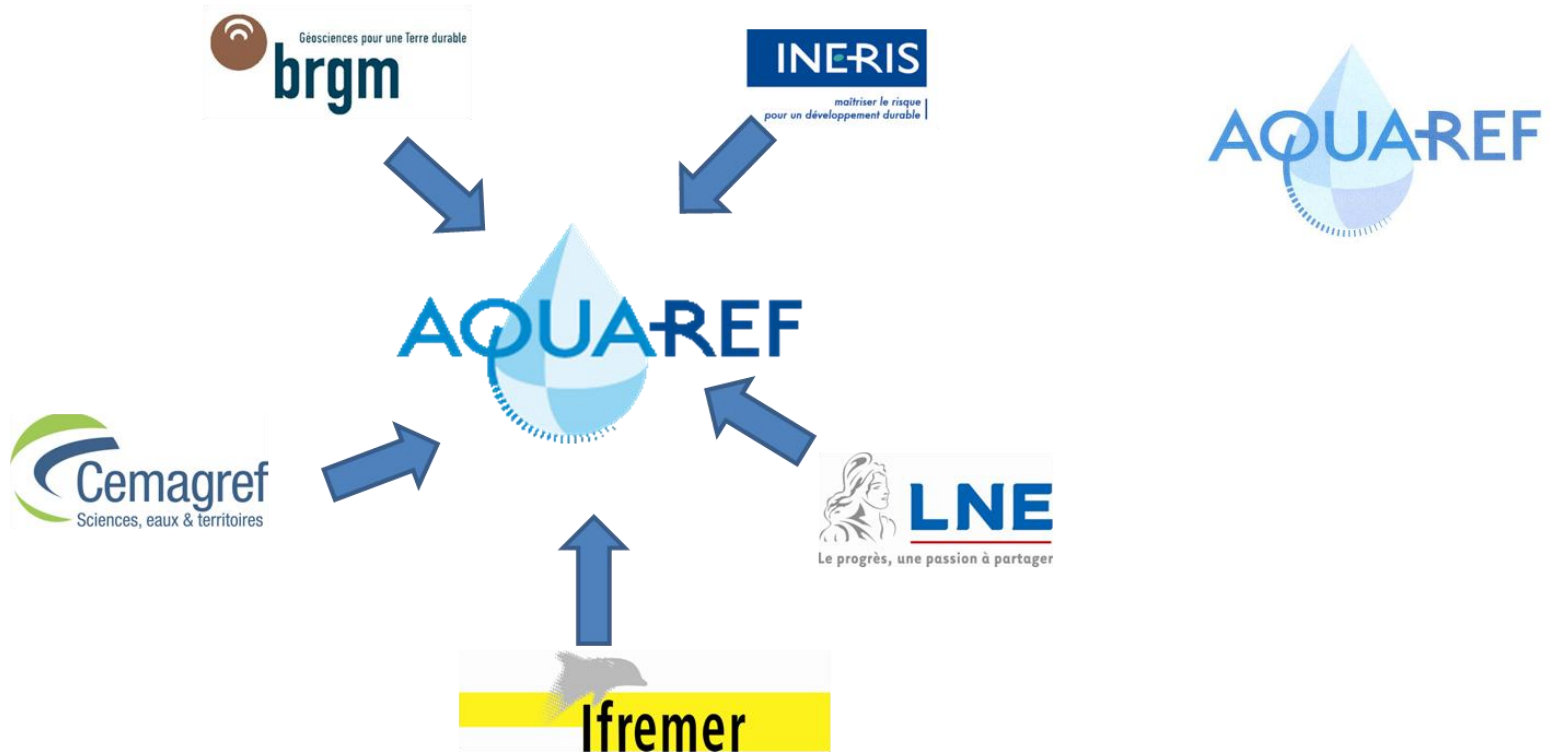 Géosciences pour une Terre durable
brgm
INERIS
maîtriser le risque
pour un développement durable
AQUAREF
AQUAREF
Cemagref
Sciences, eaux & territoires
LNE
Le progrès, une passion à partager
Ifremer